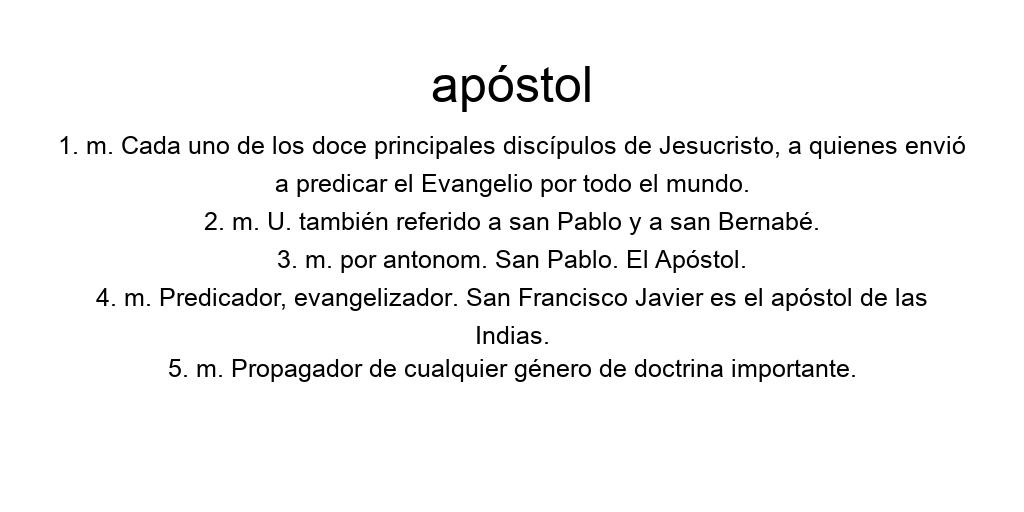 apóstol
1. m. Cada uno de los doce principales discípulos de Jesucristo, a quienes envió
a predicar el Evangelio por todo el mundo.
2. m. U. también referido a san Pablo y a san Bernabé.
3. m. por antonom. San Pablo. El Apóstol.
4. m. Predicador, evangelizador. San Francisco Javier es el apóstol de las
Indias.
5. m. Propagador de cualquier género de doctrina importante.